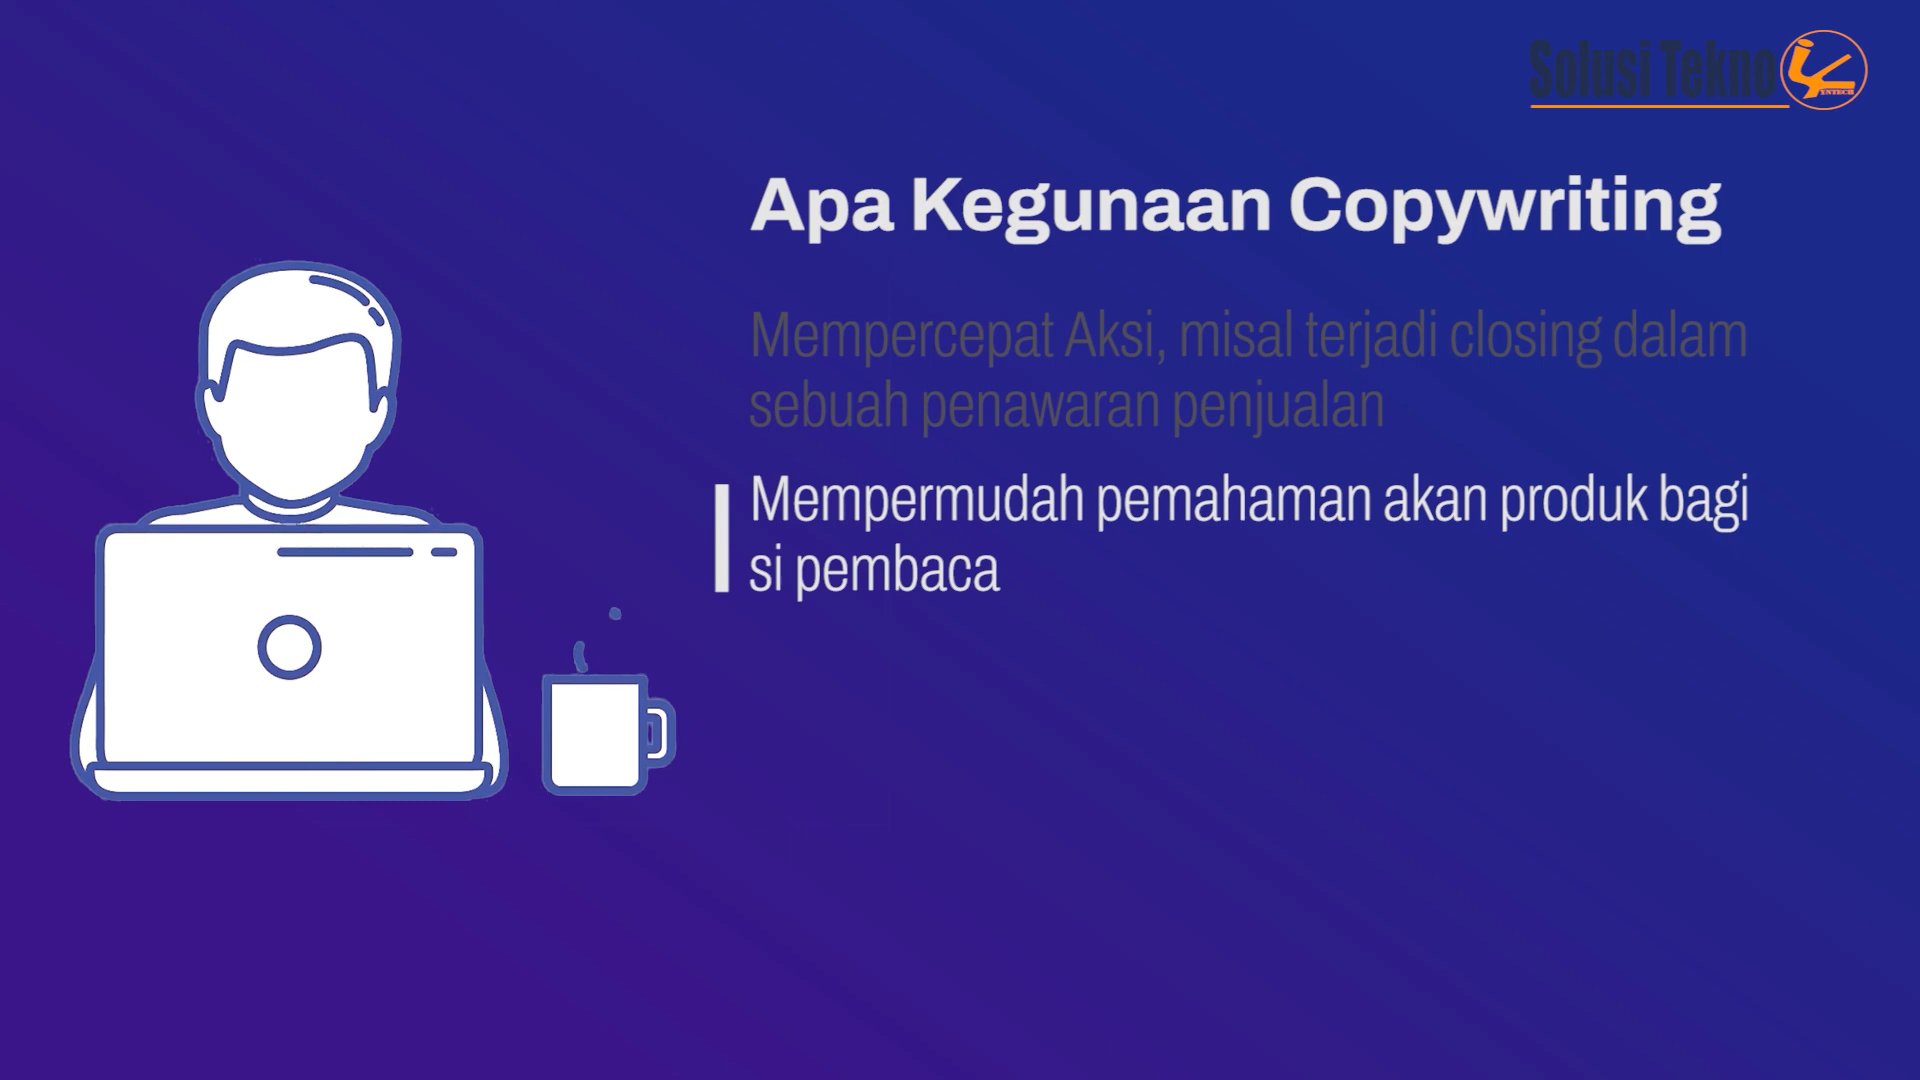 Solusi Tekno
YNTECH
Apa Kegunaan Copywriting
Mempercepat Aksi, misal terjadi closing dalam
sebuah penawaran penjualan
Mempermudah pemahaman akan produk bagi
si pembaca